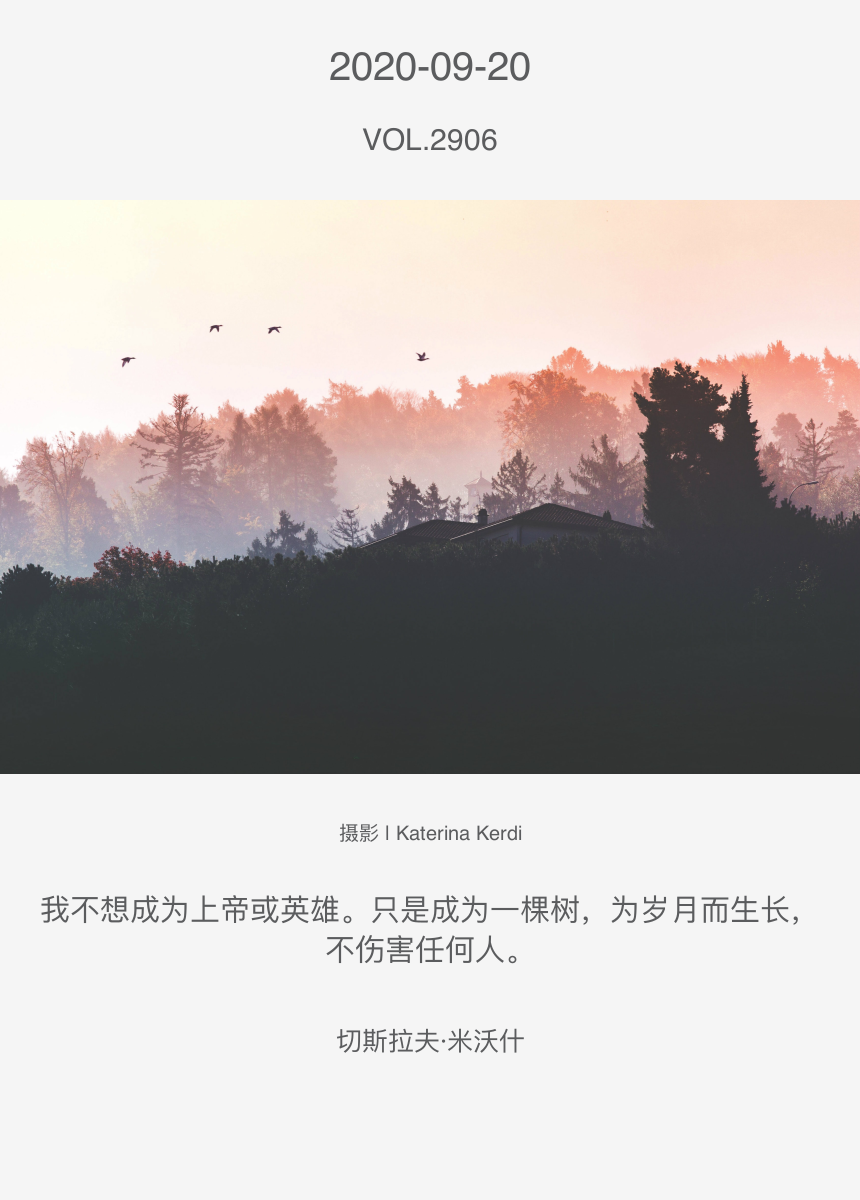 2020-09-20
VOL.2906
摄影 | Katerina Kerdi
我不想成为上帝或英雄。只是成为一棵树，为岁月而生长，
不伤害任何人。
切斯拉夫·米沃什